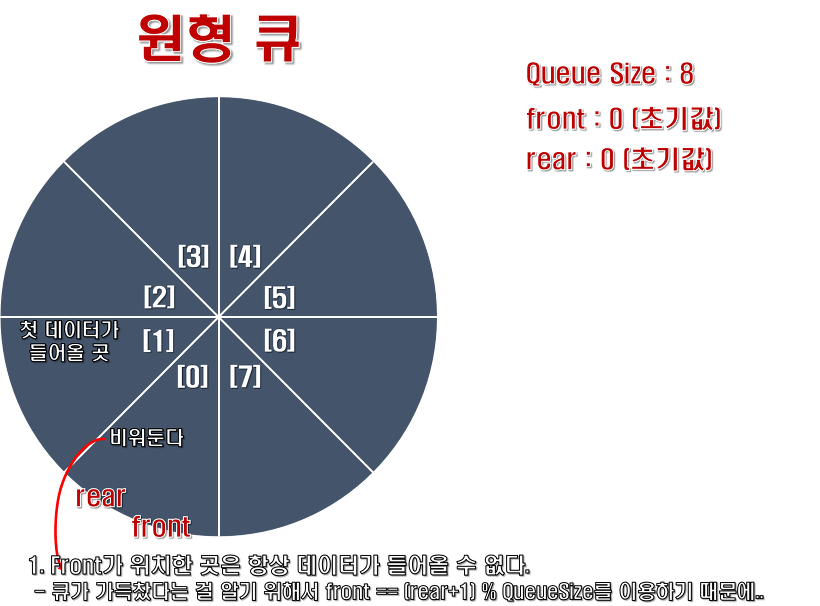 원형 큐
Queue Size : 8
front : 0 (초기값)
rear : 0 (초기값)
[3] [4]
[2] [5]
첫 데이터가
들어올 곳
[1] [6]
[0] [7]
비워둔다
rear
front
1. Front가 위치한 곳은 항상 데이터가 들어올 수 없다.
- 큐가 가득찼다는 걸 알기 위해서 front == (rear+1) % QueueSize를 이용하기 때문에..